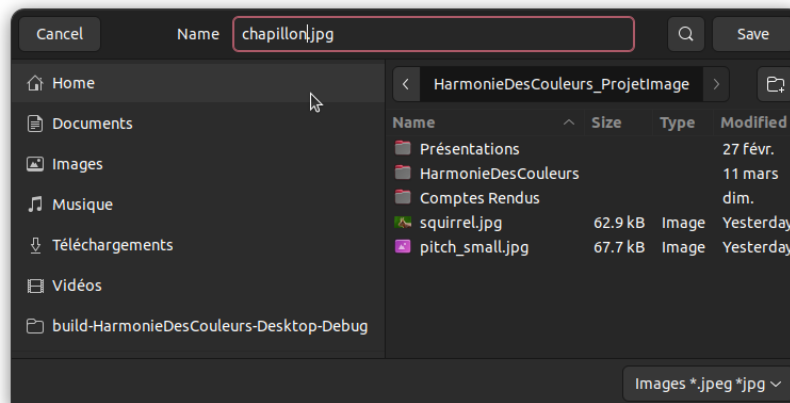 Cancel Name chapillon.jpg Save
Home
Documents
Images
Musique
Téléchargements
Vidéos
build-HarmonieDesCouleurs-Desktop-Debug
HarmonieDesCouleurs_ProjetImage
Name Size Type Modified
Présentations 27 févr.
HarmonieDesCouleurs 11 mars
Comptes Rendus dim.
squirrel.jpg 62.9 kB Image Yesterday
pitch_small.jpg 67.7 kB Image Yesterday
Images *.jpeg *jpg